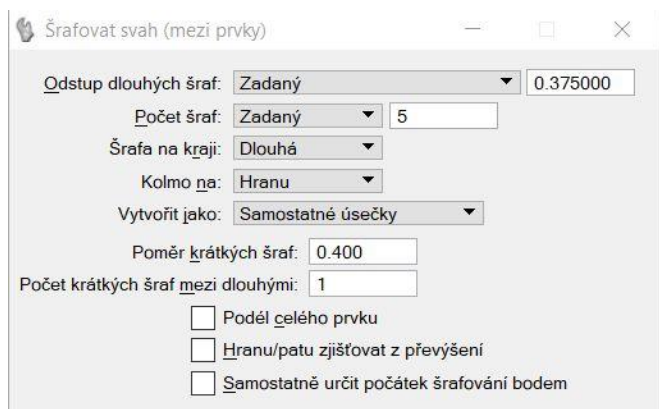 Šrafovat svah (mezi prvky)
Odstup dlouhých šraf: Zadaný 0.375000
Počet šraf: Zadaný 5
Šrafa na kraji: Dlouhá
Kolmo na: Hranu
Vytvořit jako: Samostatné úsečky
Poměr krátkých šraf: 0.400
Počet krátkých šraf mezi dlouhými: 1
Podél celého prvku
Hranu/patu zjišťovat z převýšení
Samostatně určit počátek šrafování bodem